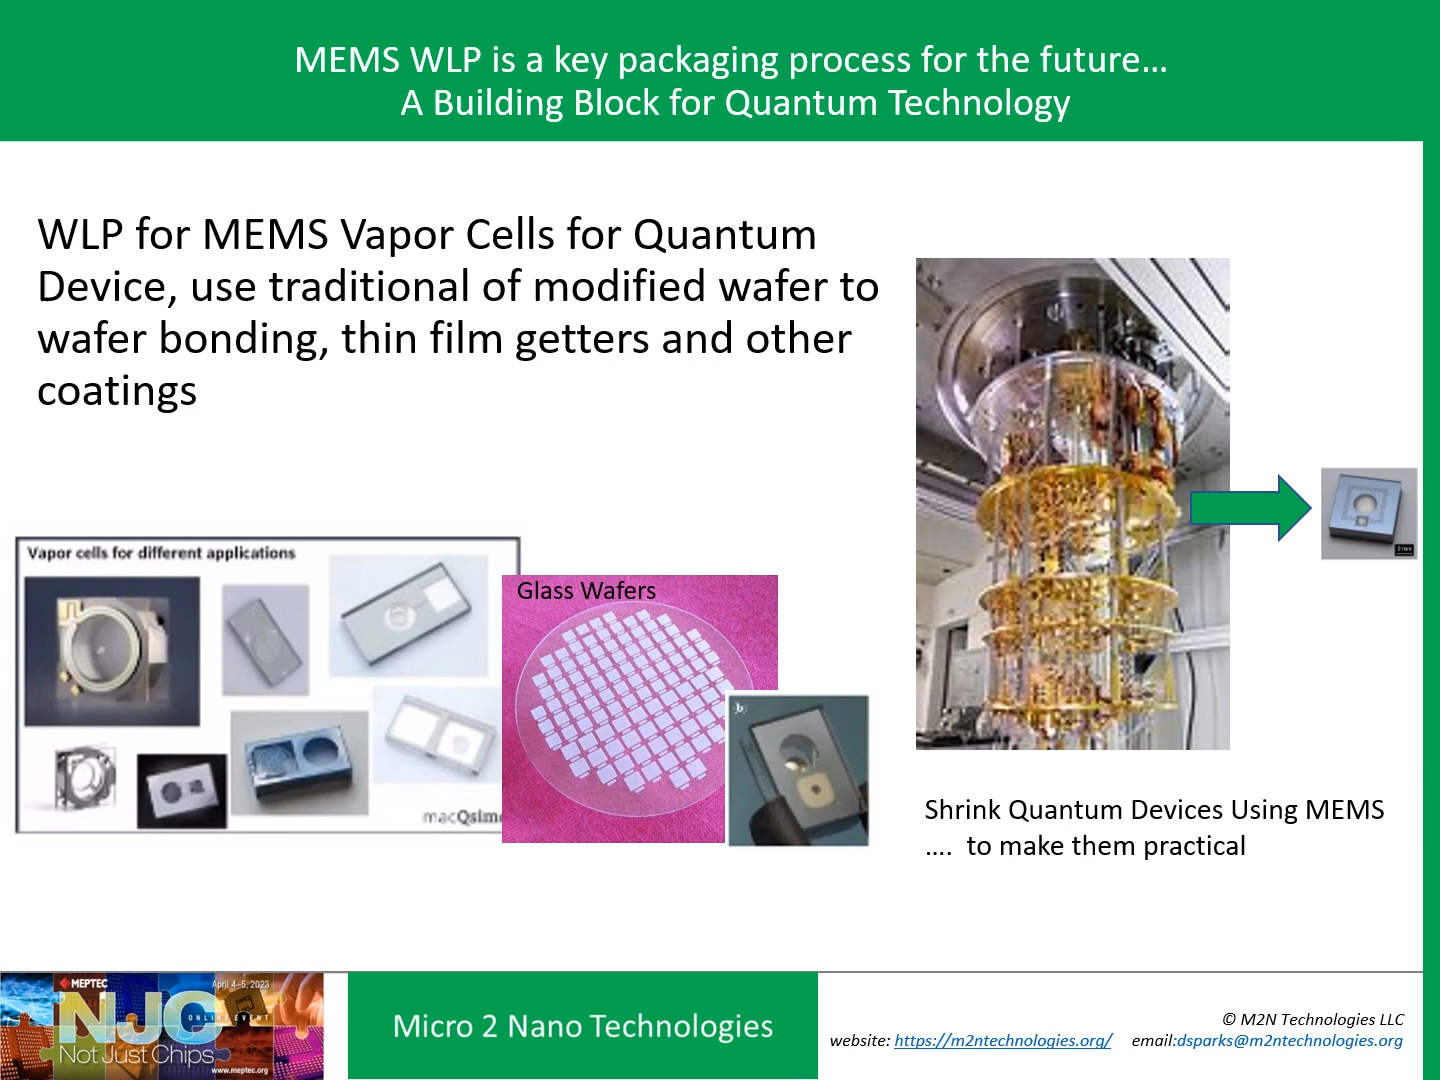 MEMS WLP is a key packaging process for the future…
A Building Block for Quantum Technology
WLP for MEMS Vapor Cells for Quantum
Device, use traditional of modified wafer to
wafer bonding, thin film getters and other
coatings
Vapor cells for different applications
macQsim
Glass Wafers
(b)
2 mm
Shrink Quantum Devices Using MEMS
…. to make them practical
MEPTEC
April 4–5, 2023
NJC
ONLINE EVENT
Not Just Chips
www.meptec.org
Micro 2 Nano Technologies
© M2N Technologies LLC
website: https://m2ntechnologies.org/ email:dsparks@m2ntechnologies.org